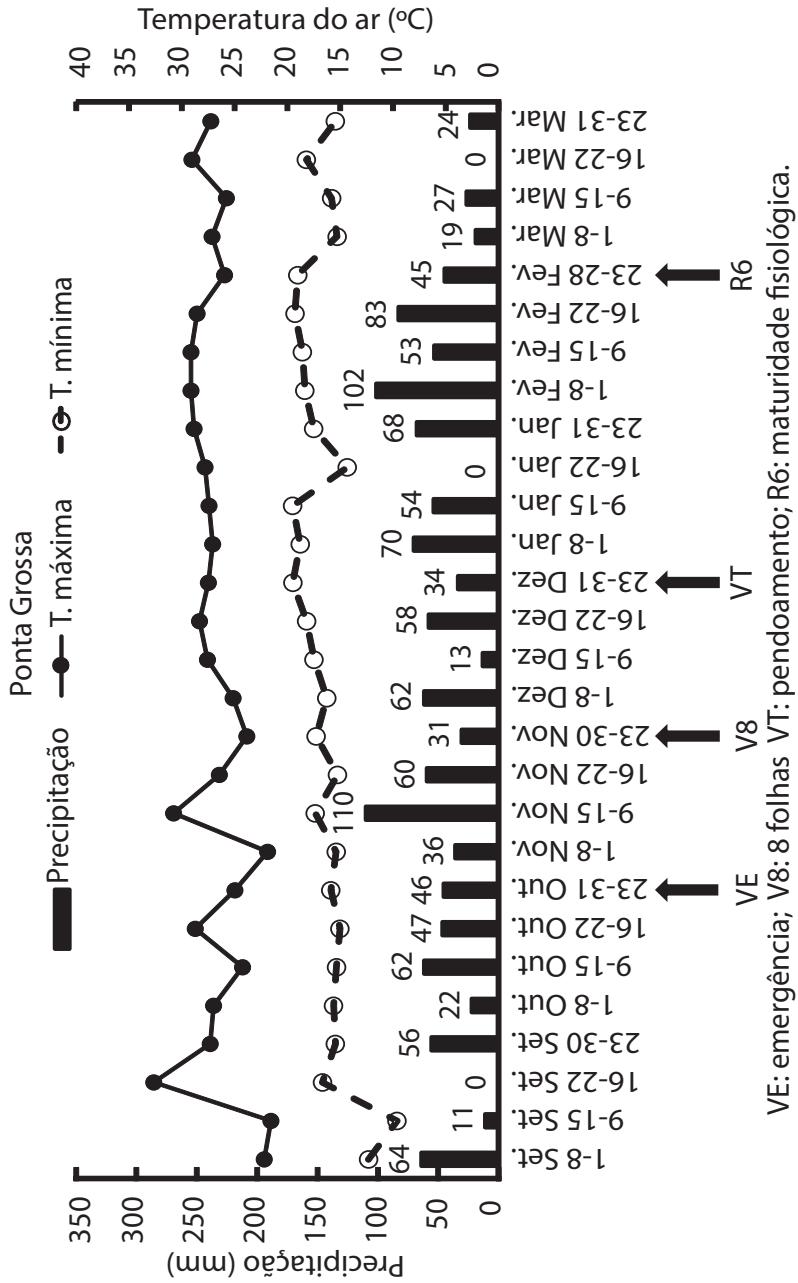 Ponta Grossa
Precipitação T. máxima T. mínima
Precipitação (mm)
350
300
250
200
150
100
50
0
Temperatura do ar (ºC)
40
35
30
25
20
15
10
5
0
64
11
0
56
22
62
47
46
36
110
60
31
62
13
58
34
70
54
0
68
102
53
83
45
19
27
0
24
1-8 Set.
9-15 Set.
16-22 Set.
23-30 Set.
1-8 Out.
9-15 Out.
16-22 Out.
23-31 Out.
1-8 Nov.
9-15 Nov.
16-22 Nov.
23-30 Nov.
1-8 Dez.
9-15 Dez.
16-22 Dez.
23-31 Dez.
1-8 Jan.
9-15 Jan.
16-22 Jan.
23-31 Jan.
1-8 Fev.
9-15 Fev.
16-22 Fev.
23-28 Fev.
1-8 Mar.
9-15 Mar.
16-22 Mar.
23-31 Mar.
VE
V8
VT
R6
VE: emergência; V8: 8 folhas VT: pendoamento; R6: maturidade fisiológica.